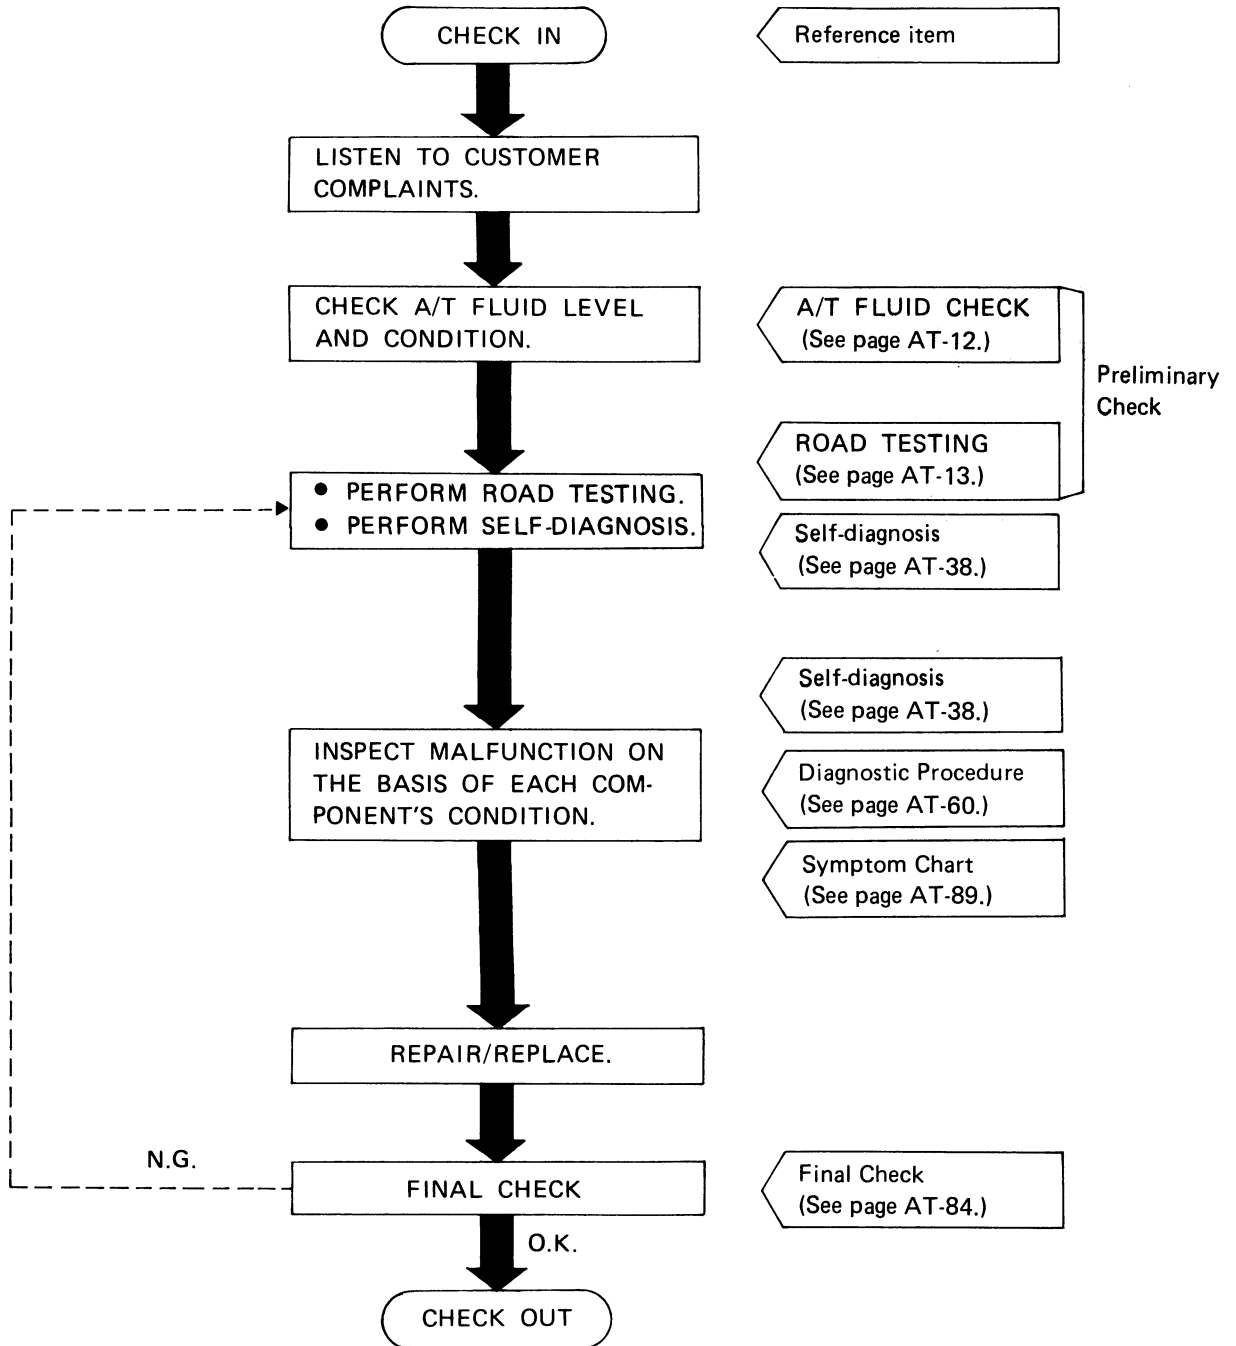 CHECK IN
Reference item
LISTEN TO CUSTOMER
COMPLAINTS.
CHECK A/T FLUID LEVEL
AND CONDITION.
A/T FLUID CHECK
(See page AT-12.)
Preliminary
Check
ROAD TESTING
(See page AT-13.)
• PERFORM ROAD TESTING.
• PERFORM SELF-DIAGNOSIS.
Self-diagnosis
(See page AT-38.)
Self-diagnosis
(See page AT-38.)
INSPECT MALFUNCTION ON
THE BASIS OF EACH COM-
PONENT'S CONDITION.
Diagnostic Procedure
(See page AT-60.)
Symptom Chart
(See page AT-89.)
REPAIR/REPLACE.
N.G.
FINAL CHECK
Final Check
(See page AT-84.)
O.K.
CHECK OUT